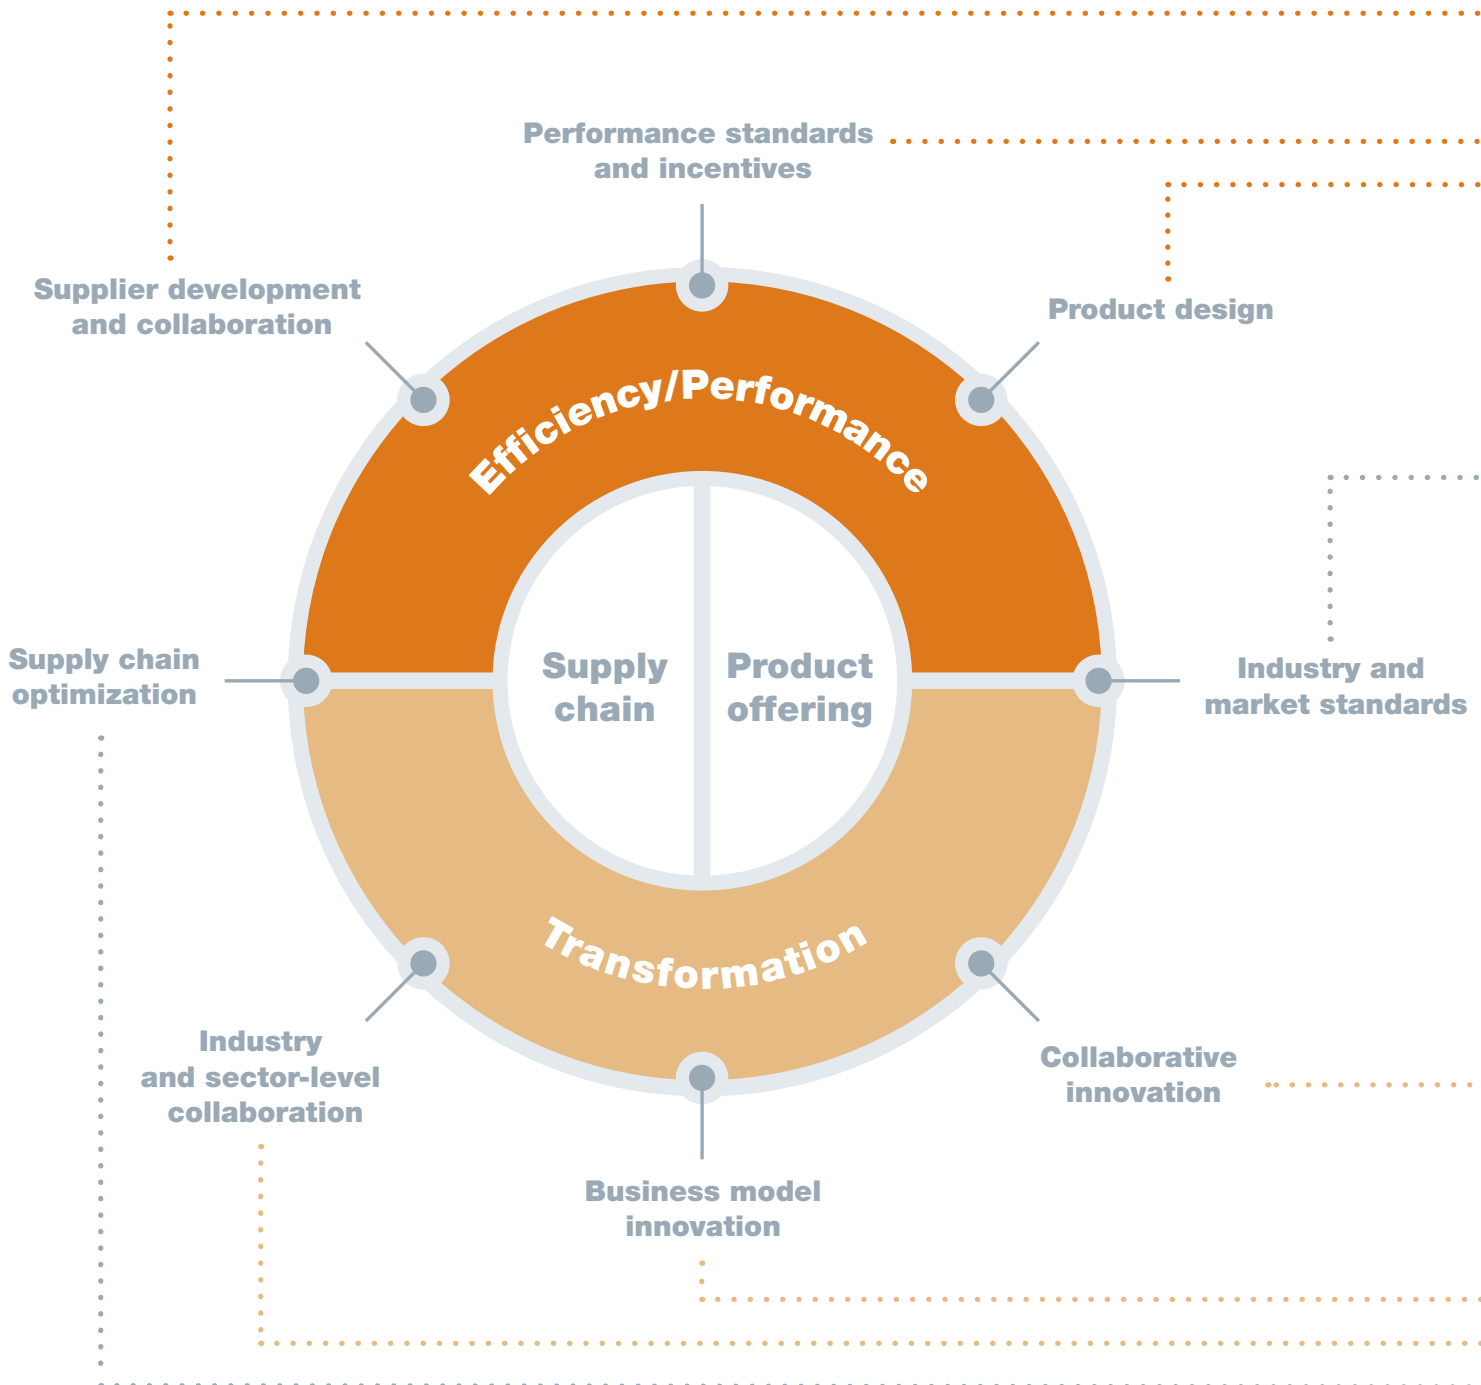 Performance standards
and incentives
Supplier development
and collaboration
Product design
Efficiency/Performance
Supply chain
optimization
Supply
chain
Product
offering
Industry and
market standards
Transformation
Industry
and sector-level
collaboration
Collaborative
innovation
Business model
innovation